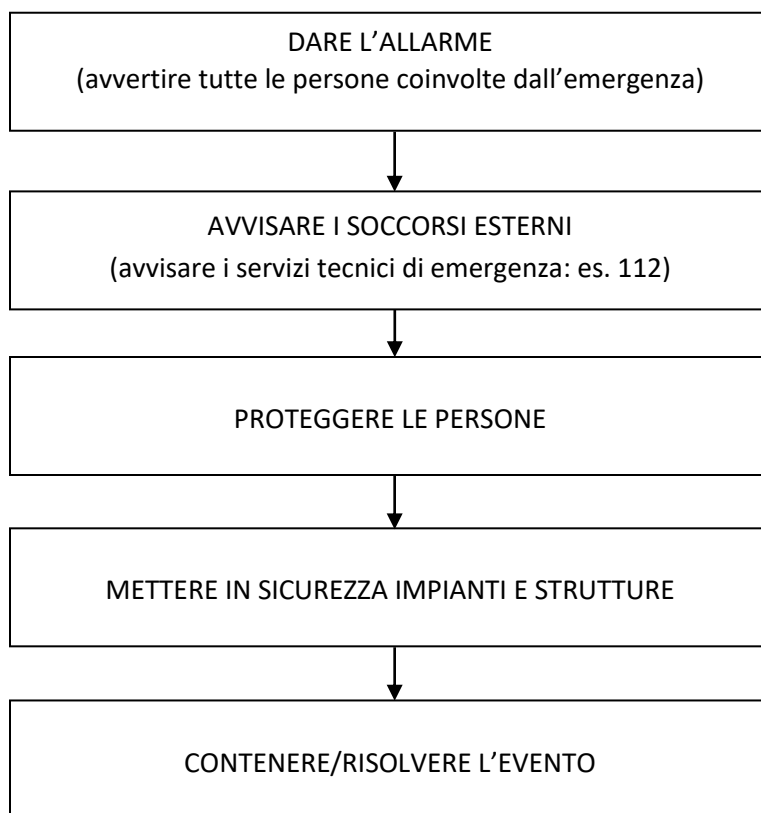 DARE L’ALLARME
(avvertire tutte le persone coinvolte dall’emergenza)
AVVISARE I SOCCORSI ESTERNI
(avvisare i servizi tecnici di emergenza: es. 112)
PROTEGGERE LE PERSONE
METTERE IN SICUREZZA IMPIANTI E STRUTTURE
CONTENERE/RISOLVERE L’EVENTO